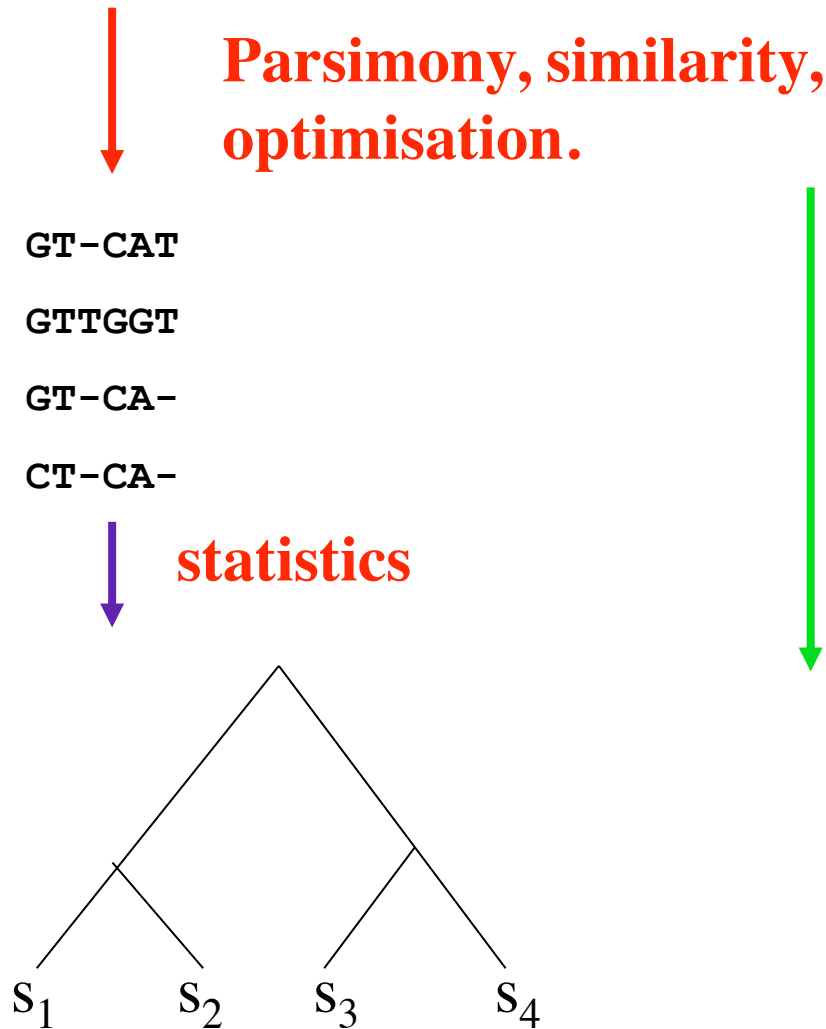 Parsimony, similarity,
optimisation.
GT-CAT
GTTGGT
GT-CA-
CT-CA-
statistics
s1 s2 s3 s4